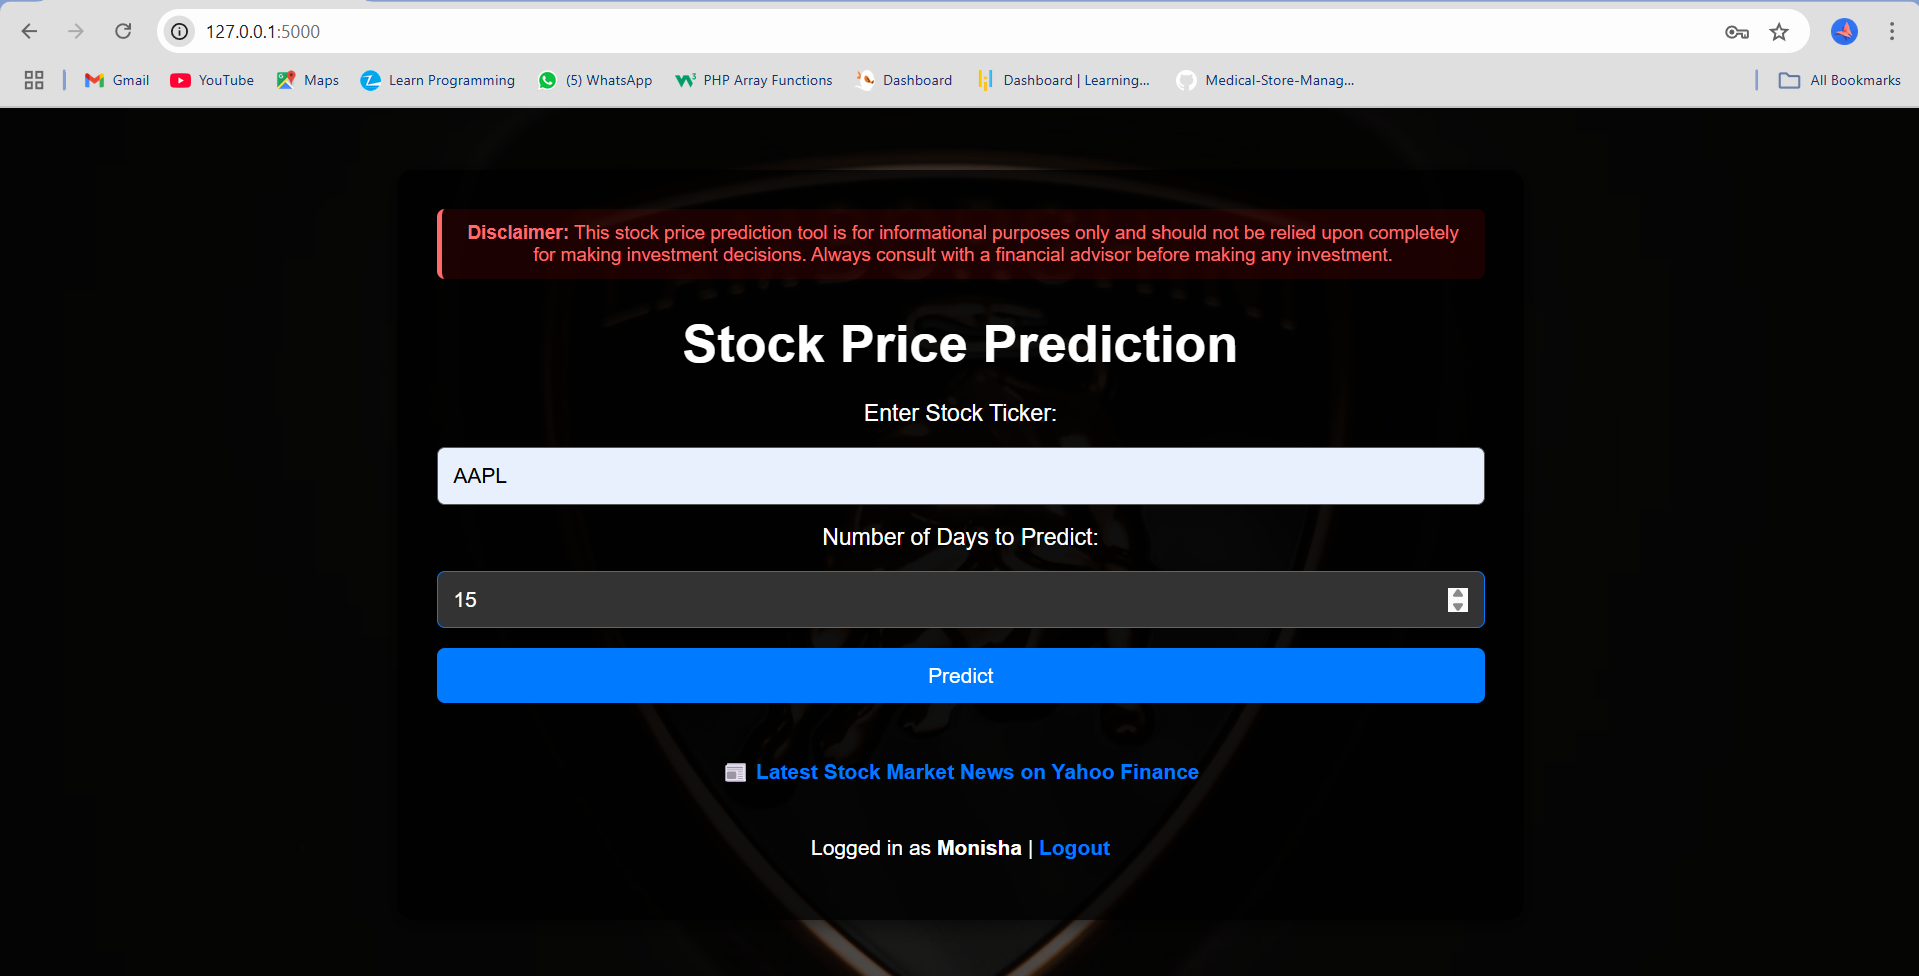 127.0.0.1:5000
Gmail
YouTube
Maps
Learn Programming
(5) WhatsApp
PHP Array Functions
Dashboard
Dashboard | Learning...
Medical-Store-Manag...
All Bookmarks
Disclaimer: This stock price prediction tool is for informational purposes only and should not be relied upon completely
for making investment decisions. Always consult with a financial advisor before making any investment.
Stock Price Prediction
Enter Stock Ticker:
AAPL
Number of Days to Predict:
15
Predict
Latest Stock Market News on Yahoo Finance
Logged in as Monisha | Logout